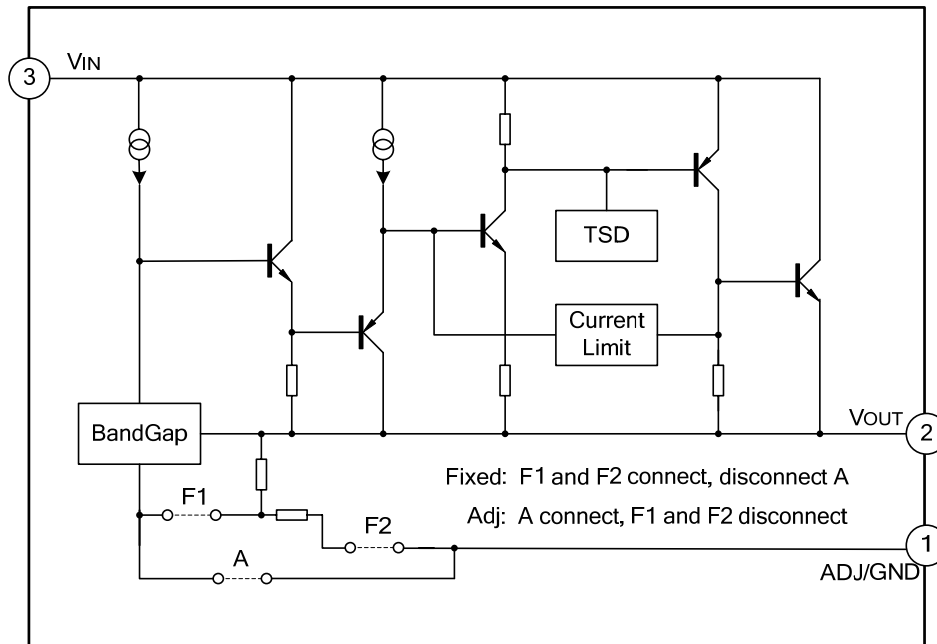 VIN
3
TSD
Current
Limit
BandGap
VOUT
2
Fixed: F1 and F2 connect, disconnect A
F1
Adj: A connect, F1 and F2 disconnect
F2
1
A
ADJ/GND